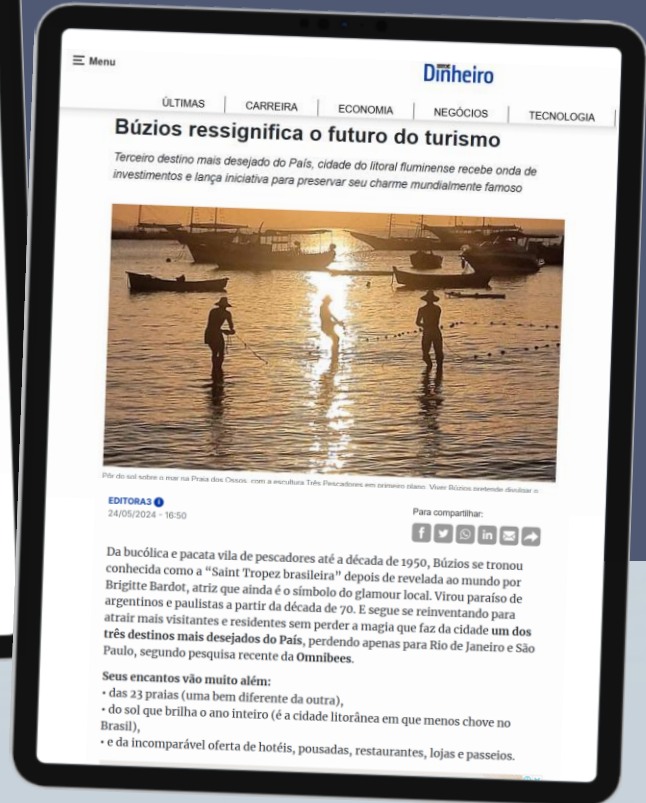 Menu
Dinheiro
ÚLTIMAS
CARREIRA
ECONOMIA
NEGÓCIOS
TECNOLOGIA
Búzios ressignifica o futuro do turismo
Terceiro destino mais desejado do País, cidade do litoral fluminense recebe onda de
investimentos e lança iniciativa para preservar seu charme mundialmente famoso
Pôr do sol sobre o mar na Praia dos Ossos, com a escultura Três Pescadores em primeiro plano. Viver Búzios pretende divulgar o
EDITORA3
24/05/2024 - 16:50
Para compartilhar:
Da bucólica e pacata vila de pescadores até a década de 1950, Búzios se tronou
conhecida como a “Saint Tropez brasileira” depois de revelada ao mundo por
Brigitte Bardot, atriz que ainda é o símbolo do glamour local. Virou paraíso de
argentinos e paulistas a partir da década de 70. E segue se reinventando para
atrair mais visitantes e residentes sem perder a magia que faz da cidade um dos
três destinos mais desejados do País, perdendo apenas para Rio de Janeiro e São
Paulo, segundo pesquisa recente da Omnibees.
Seus encantos vão muito além:
• das 23 praias (uma bem diferente da outra),
• do sol que brilha o ano inteiro (é a cidade litorânea em que menos chove no
Brasil),
• e da incomparável oferta de hotéis, pousadas, restaurantes, lojas e passeios.